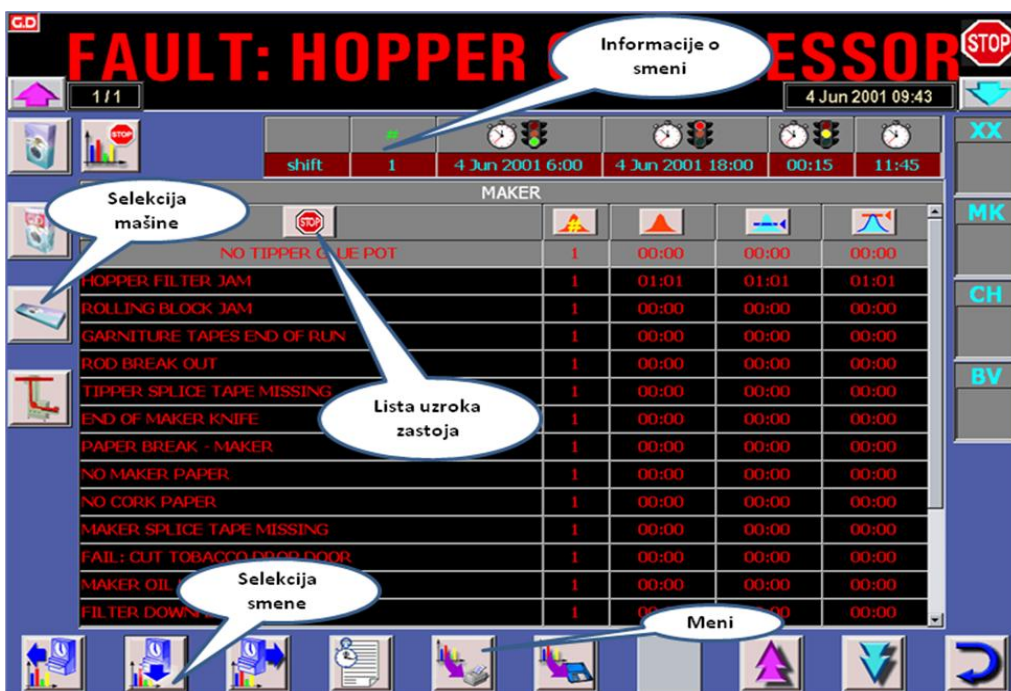 G.D
FAULT: HOPPER
ESSOR
STOP
Informacije o
smeni
1/1
4 Jun 2001 09:43
STOP
#
shift 1 4 Jun 2001 6:00 4 Jun 2001 18:00 00:15 11:45
XX
MAKER
Selekcija
mašine
STOP
#
MK
NO TIPPER GLUE POT 1 00:00 00:00 00:00
HOPPER FILTER JAM 1 01:01 01:01 01:01
CH
ROLLING BLOCK JAM 1 00:00 00:00 00:00
GARNITURE TAPES END OF RUN 1 00:00 00:00 00:00
ROD BREAK OUT 1 00:00 00:00 00:00
BV
TIPPER SPLICE TAPE MISSING 1 00:00 00:00 00:00
Lista uzroka
zastoja
END OF MAKER KNIFE 1 00:00 00:00 00:00
PAPER BREAK - MAKER 1 00:00 00:00 00:00
NO MAKER PAPER 1 00:00 00:00 00:00
NO CORK PAPER 1 00:00 00:00 00:00
MAKER SPLICE TAPE MISSING 1 00:00 00:00 00:00
FAIL: CUT TOBACCO DROP DOOR 1 00:00 00:00 00:00
Selekcija
smene
MAKER OIL 1 00:00 00:00 00:00
FILTER 1 00:00
Meni